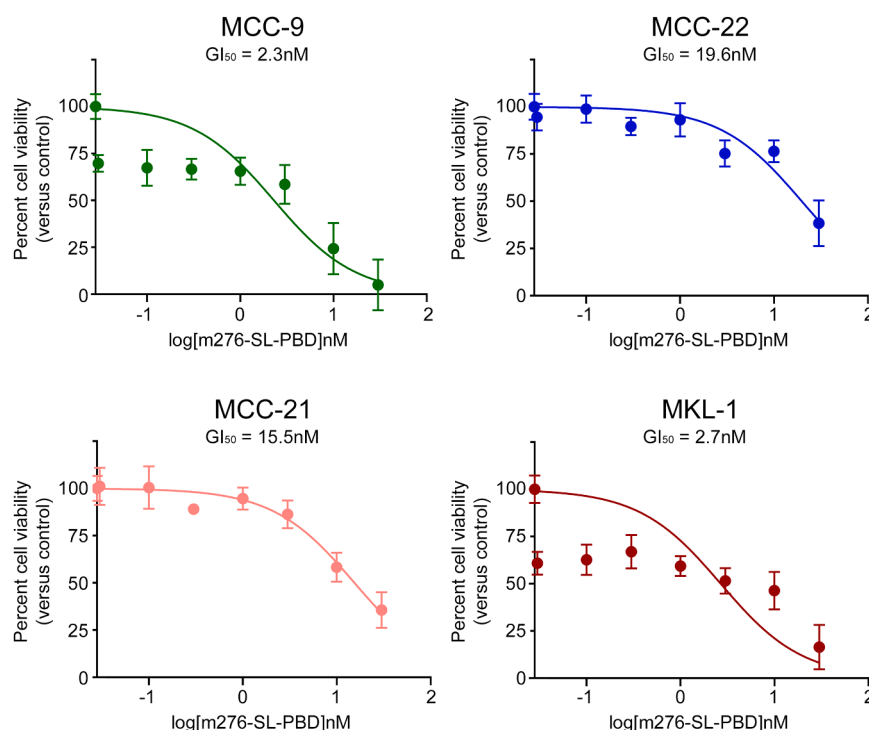 MCC-9
GI₅₀ = 2.3nM
Percent cell viability
(versus control)
100
75
50
25
0
-1
0
1
2
log[m276-SL-PBD]nM
MCC-22
GI₅₀ = 19.6nM
Percent cell viability
(versus control)
100
75
50
25
0
-1
0
1
2
log[m276-SL-PBD]nM
MCC-21
GI₅₀ = 15.5nM
Percent cell viability
(versus control)
100
75
50
25
0
-1
0
1
2
log[m276-SL-PBD]nM
MKL-1
GI₅₀ = 2.7nM
Percent cell viability
(versus control)
100
75
50
25
0
-1
0
1
2
log[m276-SL-PBD]nM